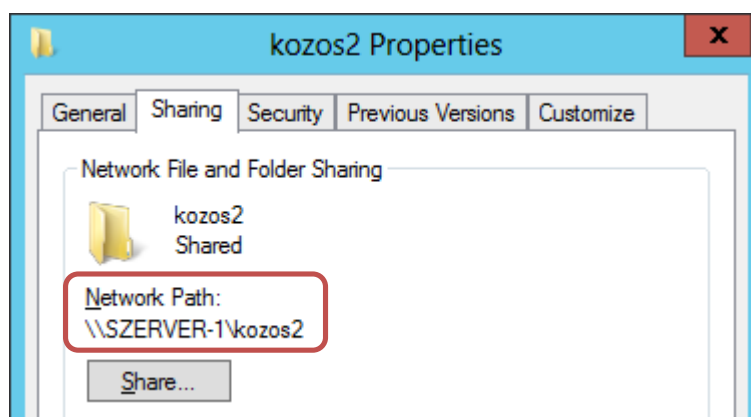 kozos2 Properties
x
General Sharing Security Previous Versions Customize
Network File and Folder Sharing
kozos2
Shared
Network Path:
\\SZERVER-1\kozos2
Share...